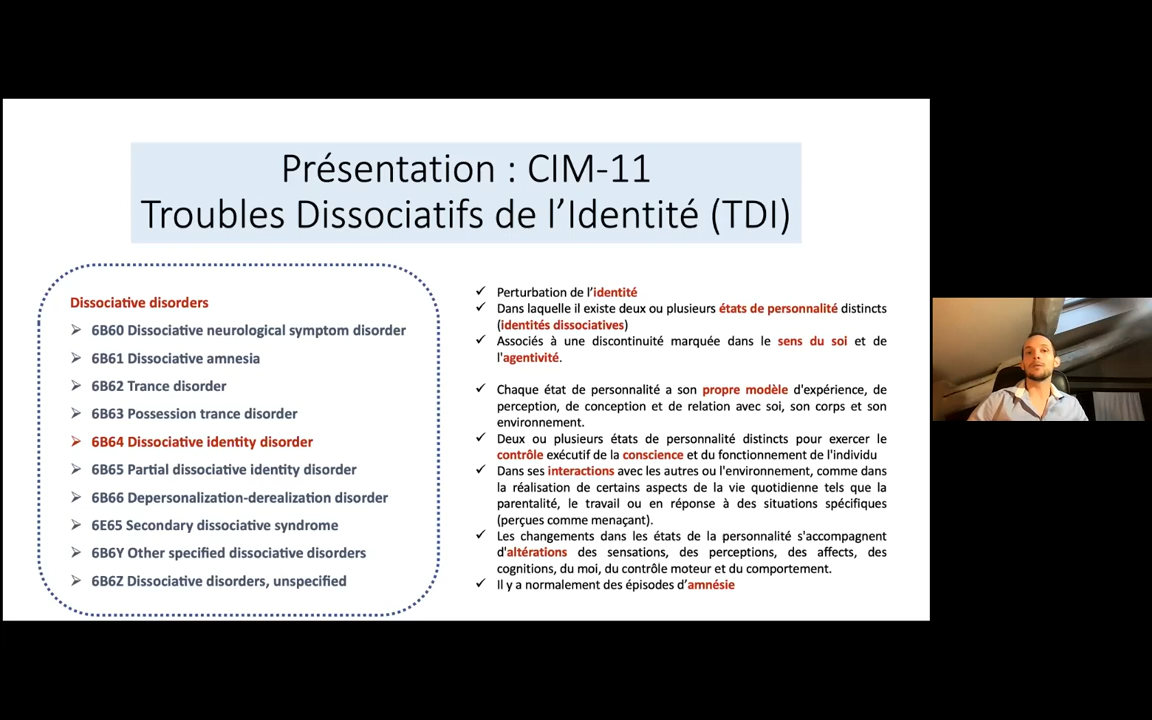 Présentation : CIM-11
Troubles Dissociatifs de l’Identité (TDI)
Dissociative disorders
6B60 Dissociative neurological symptom disorder
6B61 Dissociative amnesia
6B62 Trance disorder
6B63 Possession trance disorder
6B64 Dissociative identity disorder
6B65 Partial dissociative identity disorder
6B66 Depersonalization-derealization disorder
6E65 Secondary dissociative syndrome
6B6Y Other specified dissociative disorders
6B6Z Dissociative disorders, unspecified
Perturbation de l’identité
Dans laquelle il existe deux ou plusieurs états de personnalité distincts
(identités dissociatives)
Associés à une discontinuité marquée dans le sens du soi et de
l'agentivité.
Chaque état de personnalité a son propre modèle d'expérience, de
perception, de conception et de relation avec soi, son corps et son
environnement.
Deux ou plusieurs états de personnalité distincts pour exercer le
contrôle exécutif de la conscience et du fonctionnement de l'individu
Dans ses interactions avec les autres ou l'environnement, comme dans
la réalisation de certains aspects de la vie quotidienne tels que la
parentalité, le travail ou en réponse à des situations spécifiques
(perçues comme menaçant).
Les changements dans les états de la personnalité s'accompagnent
d'altérations des sensations, des perceptions, des affects, des
cognitions, du moi, du contrôle moteur et du comportement.
Il y a normalement des épisodes d’amnésie